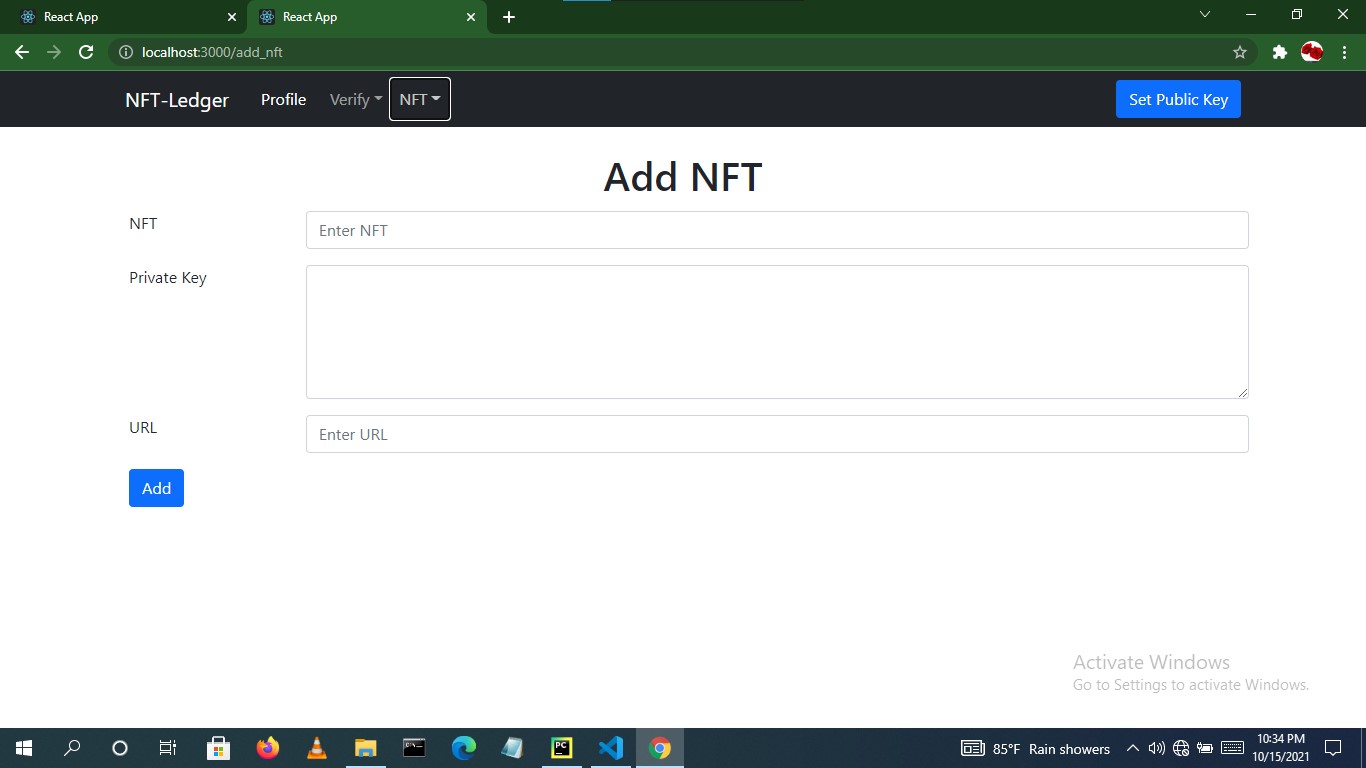 React App
React App
localhost:3000/add_nft
NFT-Ledger Profile Verify NFT Set Public Key
Add NFT
NFT Enter NFT
Private Key
URL Enter URL
Add
Activate Windows
Go to Settings to activate Windows.
PC 85°F Rain showers 10:34 PM
10/15/2021